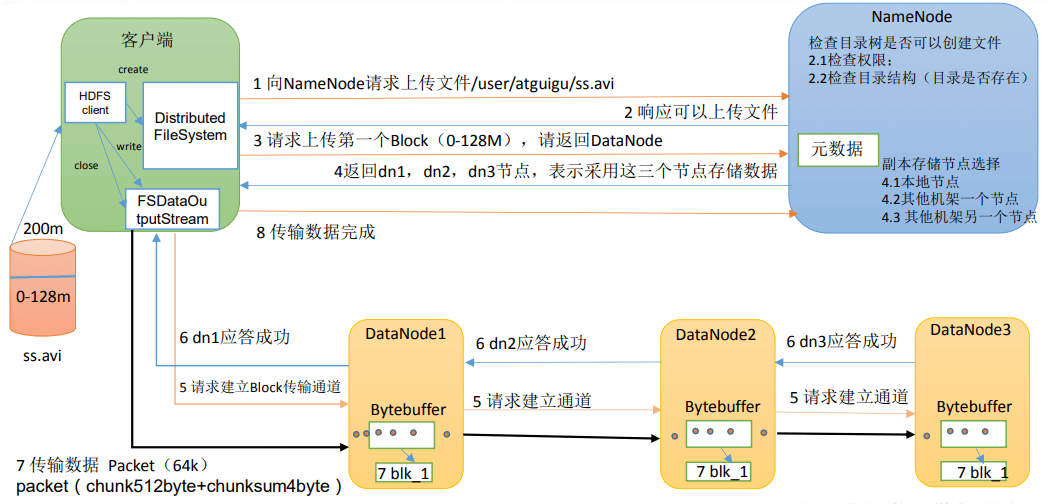 客户端
create
HDFS
client
Distributed
FileSystem
write
close
FSDataOu
tputStream
200m
0-128m
ss.avi
1 向NameNode请求上传文件/user/atguigu/ss.avi
2 响应可以上传文件
3 请求上传第一个Block（0-128M），请返回DataNode
4返回dn1，dn2，dn3节点，表示采用这三个节点存储数据
8 传输数据完成
NameNode
检查目录树是否可以创建文件
2.1检查权限；
2.2检查目录结构（目录是否存在）
元数据
副本存储节点选择
4.1本地节点
4.2其他机架一个节点
4.3 其他机架另一个节点
6 dn1应答成功
5 请求建立Block传输通道
DataNode1
Bytebuffer
7 blk_1
6 dn2应答成功
5 请求建立通道
DataNode2
Bytebuffer
7 blk_1
6 dn3应答成功
5 请求建立通道
DataNode3
Bytebuffer
7 blk_1
7 传输数据 Packet（64k）
packet（chunk512byte+chunksum4byte）